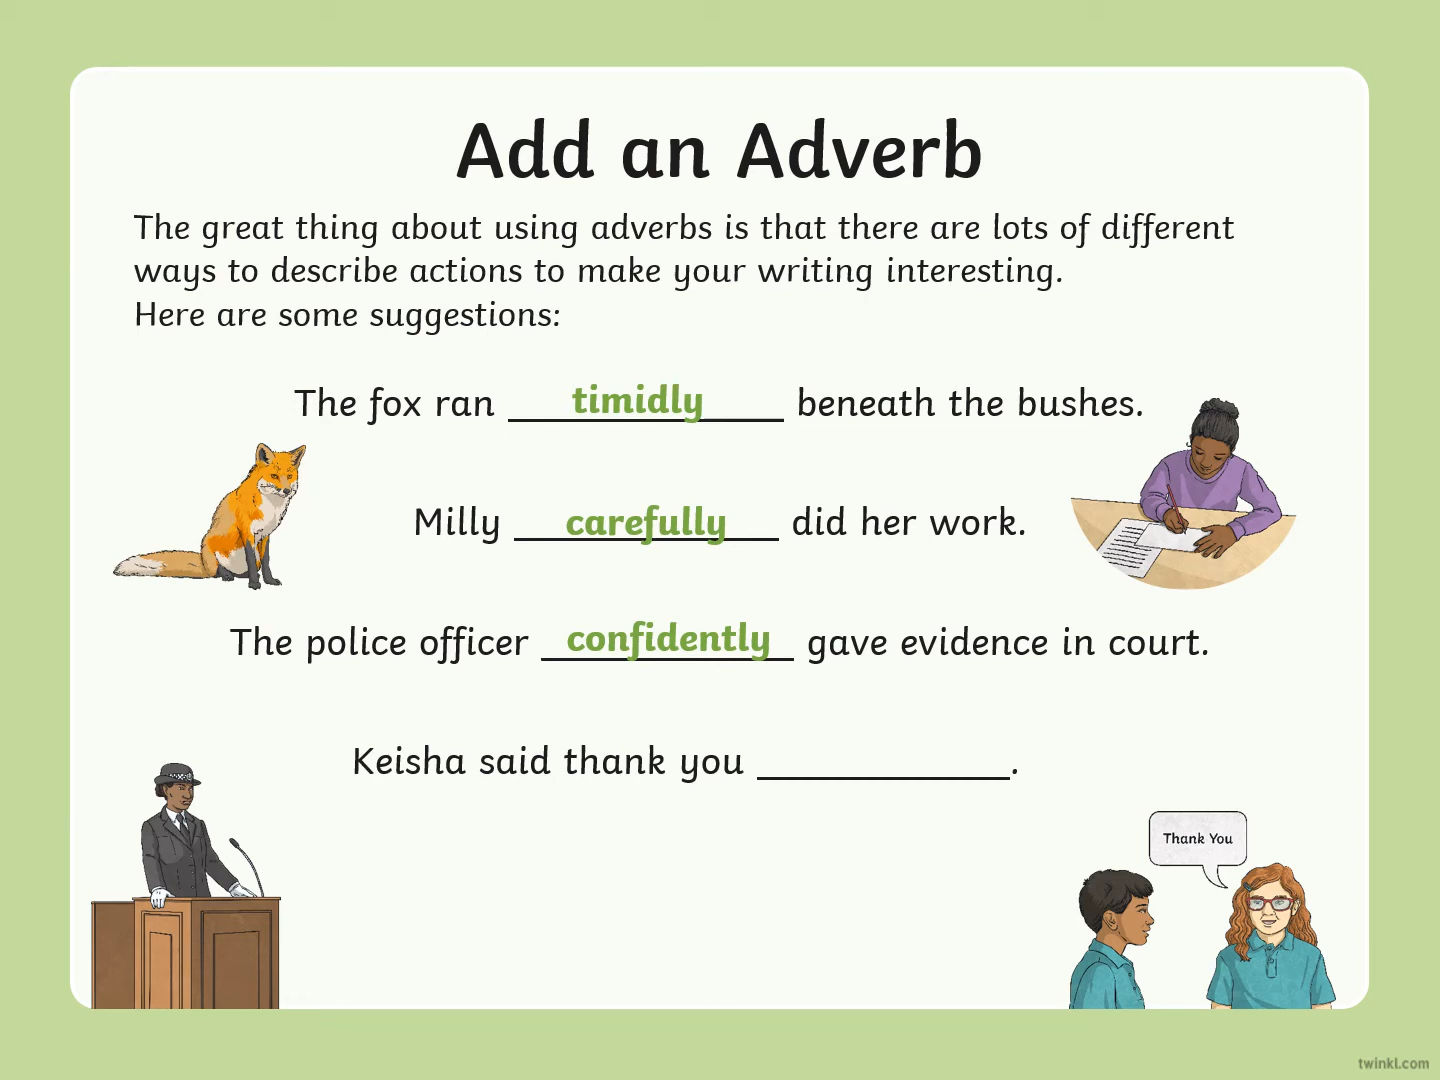 Add an Adverb
The great thing about using adverbs is that there are lots of different
ways to describe actions to make your writing interesting.
Here are some suggestions:
The fox ran timidly beneath the bushes.
Milly carefully did her work.
The police officer confidently gave evidence in court.
Keisha said thank you ____________.
Thank You
twinkl.com